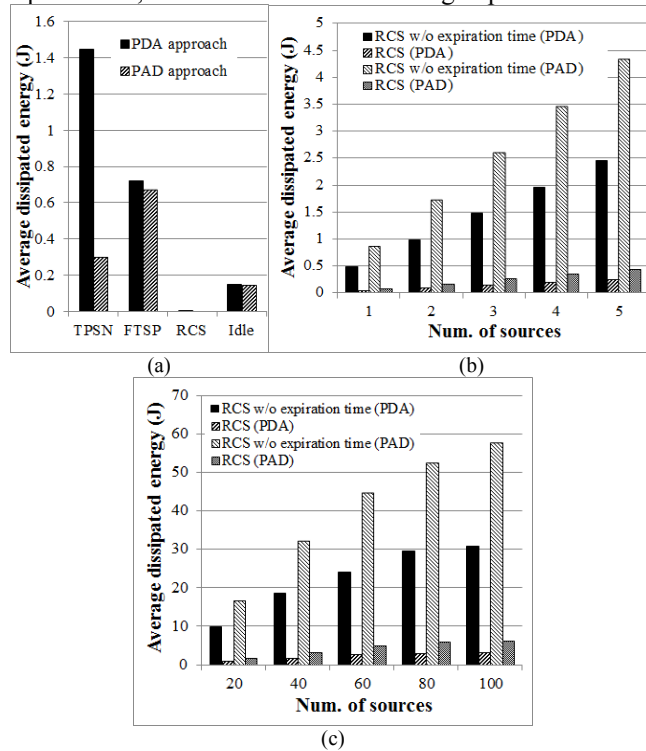 Average dissipated energy (J)
1.6
1.4
1.2
1
0.8
0.6
0.4
0.2
0
PDA approach
PAD approach
TPSN FTSP RCS Idle
(a)
Average dissipated energy (J)
5
4.5
4
3.5
3
2.5
2
1.5
1
0.5
0
RCS w/o expiration time (PDA)
RCS (PDA)
RCS w/o expiration time (PAD)
RCS (PAD)
1 2 3 4 5
Num. of sources
(b)
Average dissipated energy (J)
70
60
50
40
30
20
10
0
RCS w/o expiration time (PDA)
RCS (PDA)
RCS w/o expiration time (PAD)
RCS (PAD)
20 40 60 80 100
Num. of sources
(c)